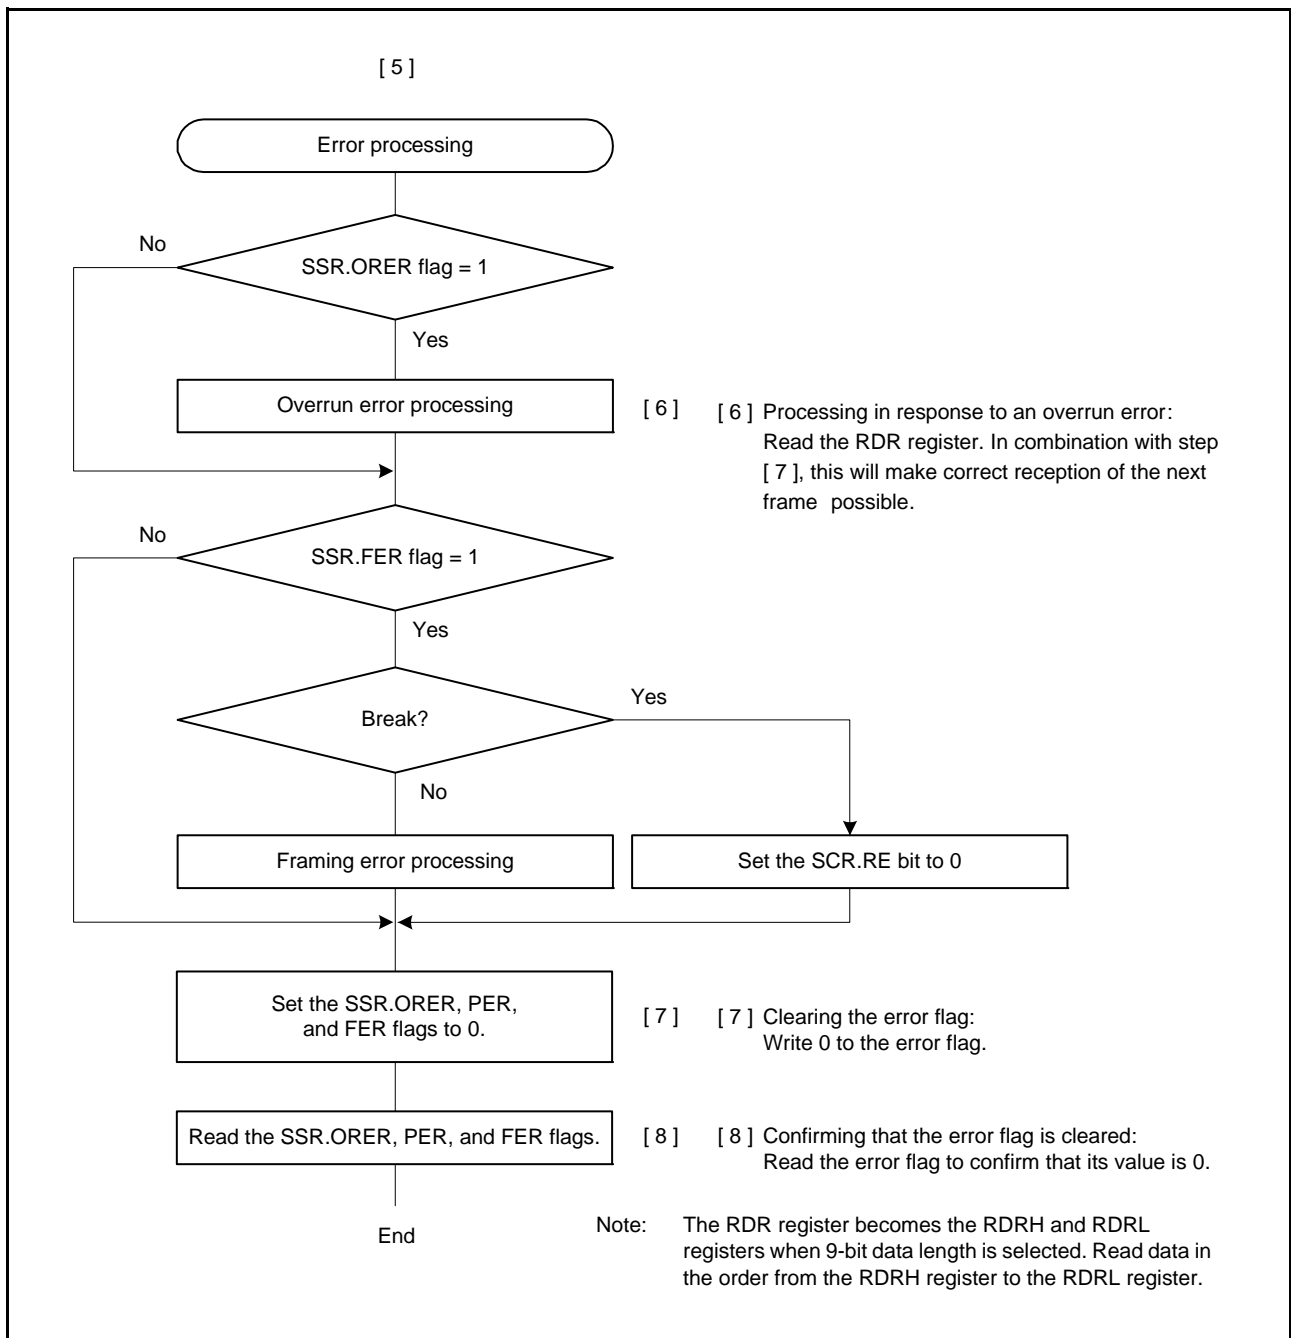 [ 5 ]
Error processing
No
SSR.ORER flag = 1
Yes
Overrun error processing
[ 6 ]
[ 6 ] Processing in response to an overrun error:
Read the RDR register. In combination with step
[ 7 ], this will make correct reception of the next
frame possible.
No
SSR.FER flag = 1
Yes
Break?
Yes
No
Framing error processing
Set the SCR.RE bit to 0
Set the SSR.ORER, PER,
and FER flags to 0.
[ 7 ]
[ 7 ] Clearing the error flag:
Write 0 to the error flag.
Read the SSR.ORER, PER, and FER flags.
[ 8 ]
[ 8 ] Confirming that the error flag is cleared:
Read the error flag to confirm that its value is 0.
End
Note: The RDR register becomes the RDRH and RDRL
registers when 9-bit data length is selected. Read data in
the order from the RDRH register to the RDRL register.